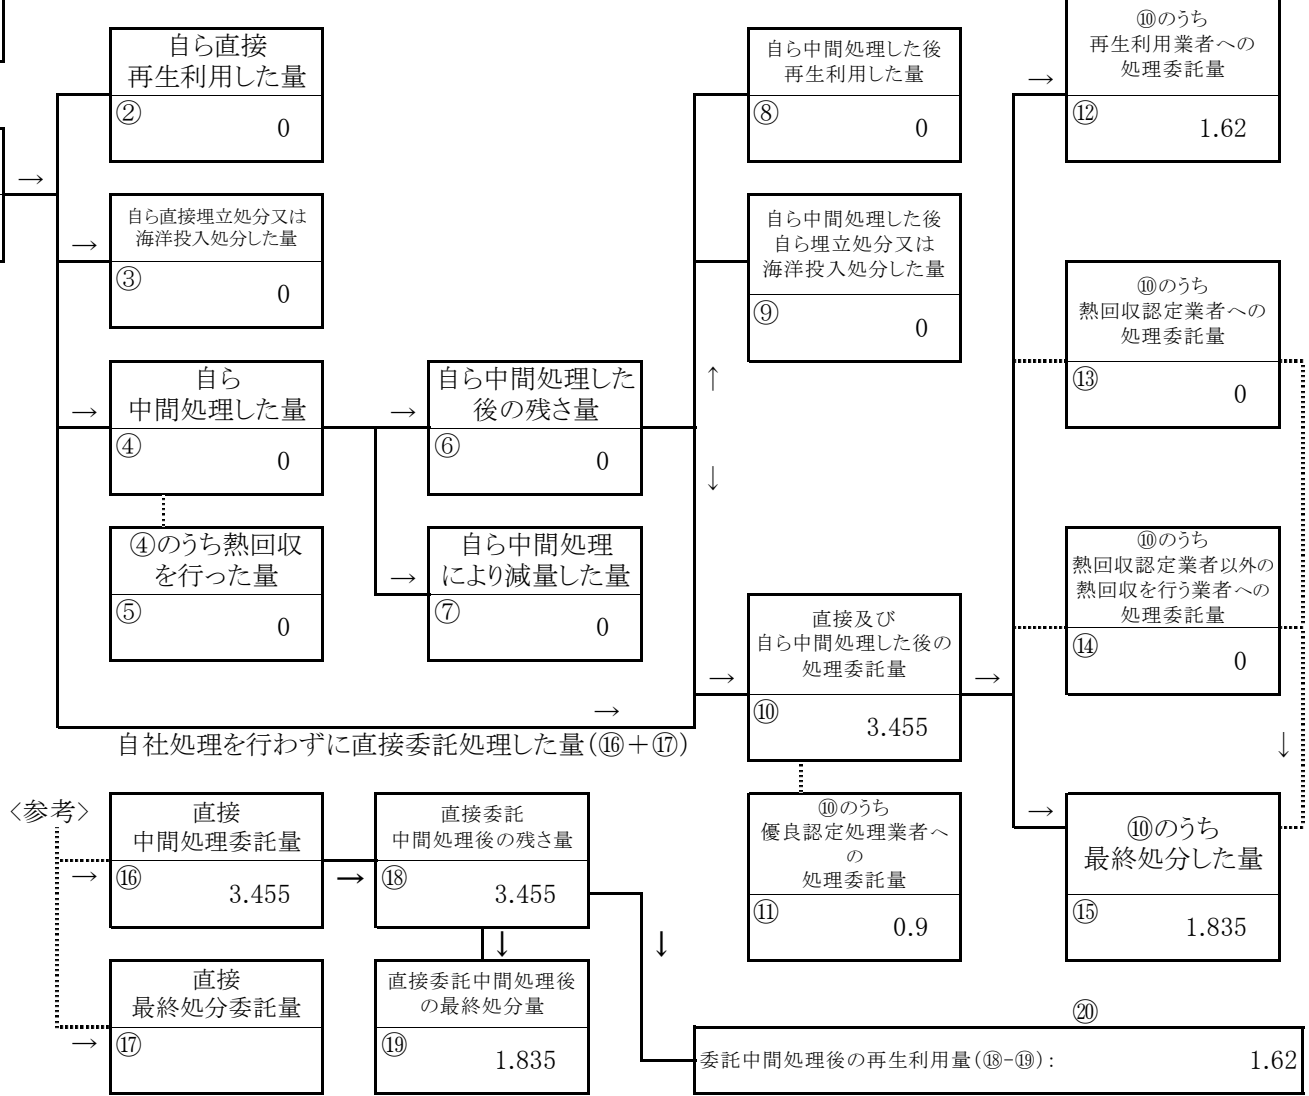 自ら直接
再生利用した量
②
0
→
自ら直接埋立処分又は
海洋投入処分した量
→
③
0
自ら
中間処理した量
→
④
0
④のうち熱回収
を行った量
⑤
0
自ら中間処理した
後の残さ量
→
⑥
0
自ら中間処理
により減量した量
→
⑦
0
↑
↓
自ら中間処理した後
再生利用した量
⑧
0
自ら中間処理した後
自ら埋立処分又は
海洋投入処分した量
⑨
0
→
自社処理を行わずに直接委託処理した量(⑯+⑰)
直接及び
自ら中間処理した後の
処理委託量
→
⑩
3.455
→
⑩のうち
優良認定処理業者へ
の
処理委託量
⑪
0.9
⑩のうち
再生利用業者への
処理委託量
→
⑫
1.62
⑩のうち
熱回収認定業者への
処理委託量
⑬
0
⑩のうち
熱回収認定業者以外の
熱回収を行う業者への
処理委託量
⑭
0
↓
→
⑩のうち
最終処分した量
⑮
1.835
〈参考〉
直接
中間処理委託量
→
⑯
3.455
→
直接委託
中間処理後の残さ量
⑱
3.455
↓
↓
直接
最終処分委託量
→
⑰
直接委託中間処理後
の最終処分量
⑲
1.835
⑳
委託中間処理後の再生利用量(⑱-⑲):
1.62